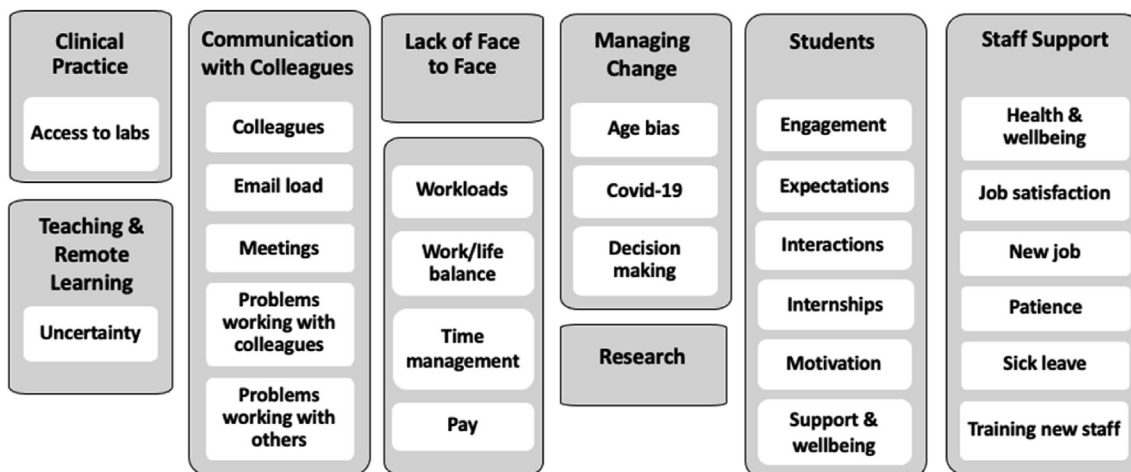 Clinical
Practice
Access to labs
Teaching &
Remote
Learning
Uncertainty
Communication
with Colleagues
Colleagues
Email load
Meetings
Problems
working with
colleagues
Problems
working with
others
Lack of Face
to Face
Workloads
Work/life
balance
Time
management
Pay
Managing
Change
Age bias
Covid-19
Decision
making
Research
Students
Engagement
Expectations
Interactions
Internships
Motivation
Support &
wellbeing
Staff Support
Health &
wellbeing
Job satisfaction
New job
Patience
Sick leave
Training new staff